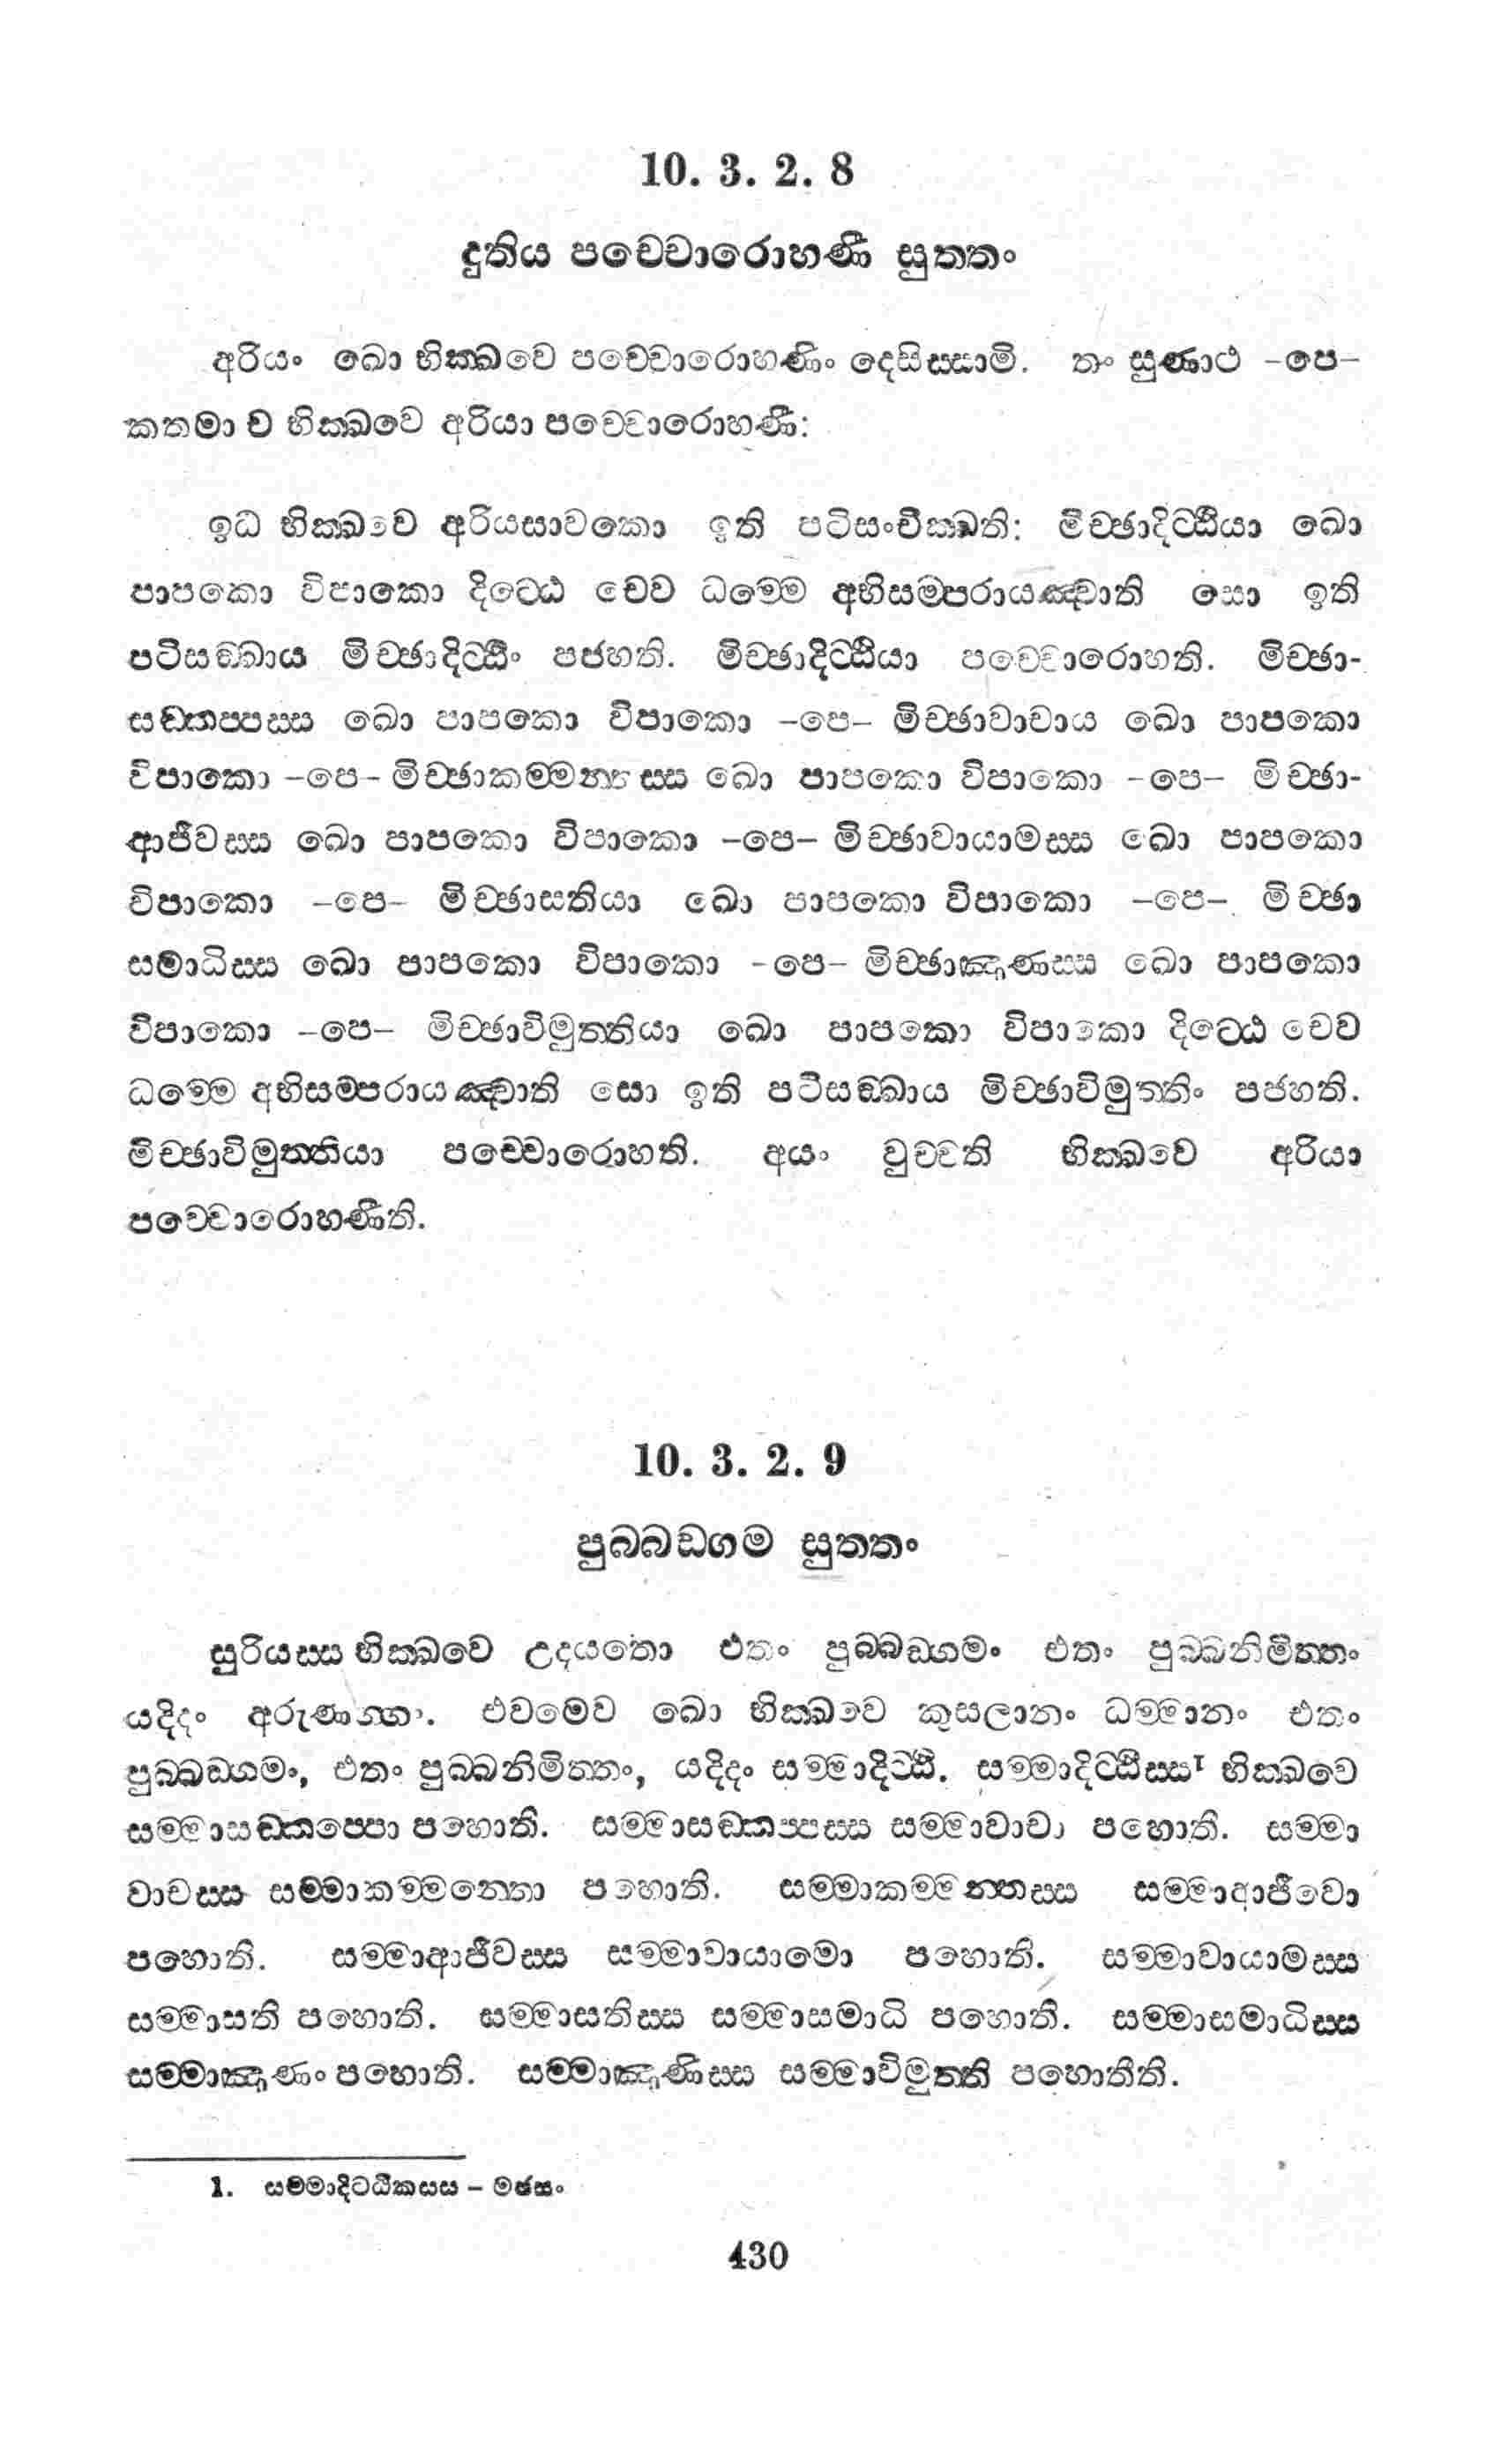 10. 3. 2. 8
දුතිය පච්චොරොහණී සුත්තං
අරියං ඛො භික්ඛවෙ පච්චොරොහණිං දෙසිස්සාමි. තං සුණාථ –පෙ–
කතමා ච භික්ඛවෙ අරියා පච්චොරොහණී:
ඉධ භික්ඛවෙ අරියසාවකො ඉති පටිසංචික්ඛති: මිච්ඡාදිට්ඨියා ඛො
පාපකො විපාකො දිට්ඨෙ චෙව ධම්මෙ අභිසම්පරායඤ්චාති සො ඉති
පටිසඞ්ඛාය මිච්ඡාදිට්ඨිං පජහති. මිච්ඡාදිට්ඨියා පච්චොරොහති. මිච්ඡා-
සඞ්කප්පස්ස ඛො පාපකො විපාකො –පෙ– මිච්ඡාවාචාය ඛො පාපකො
විපාකො –පෙ– මිච්ඡාකම්මන්තස්ස ඛො පාපකො විපාකො –පෙ– මිච්ඡා-
ආජීවස්ස ඛො පාපකො විපාකො –පෙ– මිච්ඡාවායාමස්ස ඛො පාපකො
විපාකො –පෙ– මිච්ඡාසතියා ඛො පාපකො විපාකො –පෙ– මිච්ඡා
සමාධිස්ස ඛො පාපකො විපාකො –පෙ– මිච්ඡාඤාණස්ස ඛො පාපකො
විපාකො –පෙ– මිච්ඡාවිමුත්තියා ඛො පාපකො විපාකො දිට්ඨෙ චෙව
ධම්මෙ අභිසම්පරායඤ්චාති සො ඉති පටිසඞ්ඛාය මිච්ඡාවිමුත්තිං පජහති.
මිච්ඡාවිමුත්තියා පච්චොරොහති. අයං වුච්චති භික්ඛවෙ අරියා
පච්චොරොහණීති.
10. 3. 2. 9
පුබ්බඞ්ගම සුත්තං
සුරියස්ස භික්ඛවෙ උදයතො එතං පුබ්බඞ්ගමං එතං පුබ්බනිමිත්තං
යදිදං අරුණග්ගං. එවමෙව ඛො භික්ඛවෙ කුසලානං ධම්මානං එතං
පුබ්බඞ්ගමං, එතං පුබ්බනිමිත්තං, යදිදං සම්මාදිට්ඨි. සම්මාදිට්ඨිස්ස¹ භික්ඛවෙ
සම්මාසඞ්කප්පො පහොති. සම්මාසඞ්කප්පස්ස සම්මාවාචා පහොති. සම්මා
වාචස්ස සම්මාකම්මන්තො පහොති. සම්මාකම්මන්තස්ස සම්මාආජීවො
පහොති. සම්මාආජීවස්ස සම්මාවායාමො පහොති. සම්මාවායාමස්ස
සම්මාසති පහොති. සම්මාසතිස්ස සම්මාසමාධි පහොති. සම්මාසමාධිස්ස
සම්මාඤාණං පහොති. සම්මාඤාණිස්ස සම්මාවිමුත්ති පහොතීති.
1. සම්මාදිට්ඨිකස්ස – මජසං
430